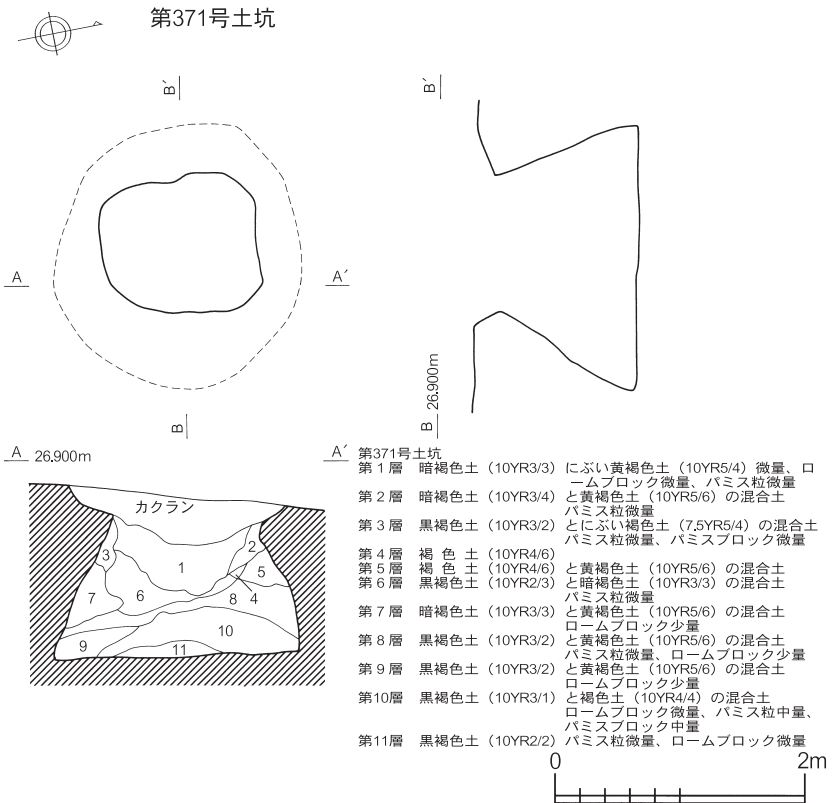 第371号土坑
B′
B′
A
A′
B
B 26.900m
A 26.900m
A′
カクラン
1
2
3
5
6
7
8
4
10
9
11
第371号土坑
第1層 暗褐色土（10YR3/3）にぶい黄褐色土（10YR5/4）微量、ロ
ームブロック微量、パミス粒微量
第2層 暗褐色土（10YR3/4）と黄褐色土（10YR5/6）の混合土
パミス粒微量
第3層 黒褐色土（10YR3/2）とにぶい褐色土（7,5YR5/4）の混合土
パミス粒微量、パミスブロック微量
第4層 褐 色 土（10YR4/6）
第5層 褐 色 土（10YR4/6）と黄褐色土（10YR5/6）の混合土
第6層 黒褐色土（10YR2/3）と暗褐色土（10YR3/3）の混合土
パミス粒微量
第7層 暗褐色土（10YR3/3）と黄褐色土（10YR5/6）の混合土
ロームブロック少量
第8層 黒褐色土（10YR3/2）と黄褐色土（10YR5/6）の混合土
パミス粒微量、ロームブロック少量
第9層 黒褐色土（10YR3/2）と黄褐色土（10YR5/6）の混合土
ロームブロック少量
第10層 黒褐色土（10YR3/1）と褐色土（10YR4/4）の混合土
ロームブロック微量、パミス粒中量、
パミスブロック中量
第11層 黒褐色土（10YR2/2）パミス粒微量、ロームブロック微量
0 2m